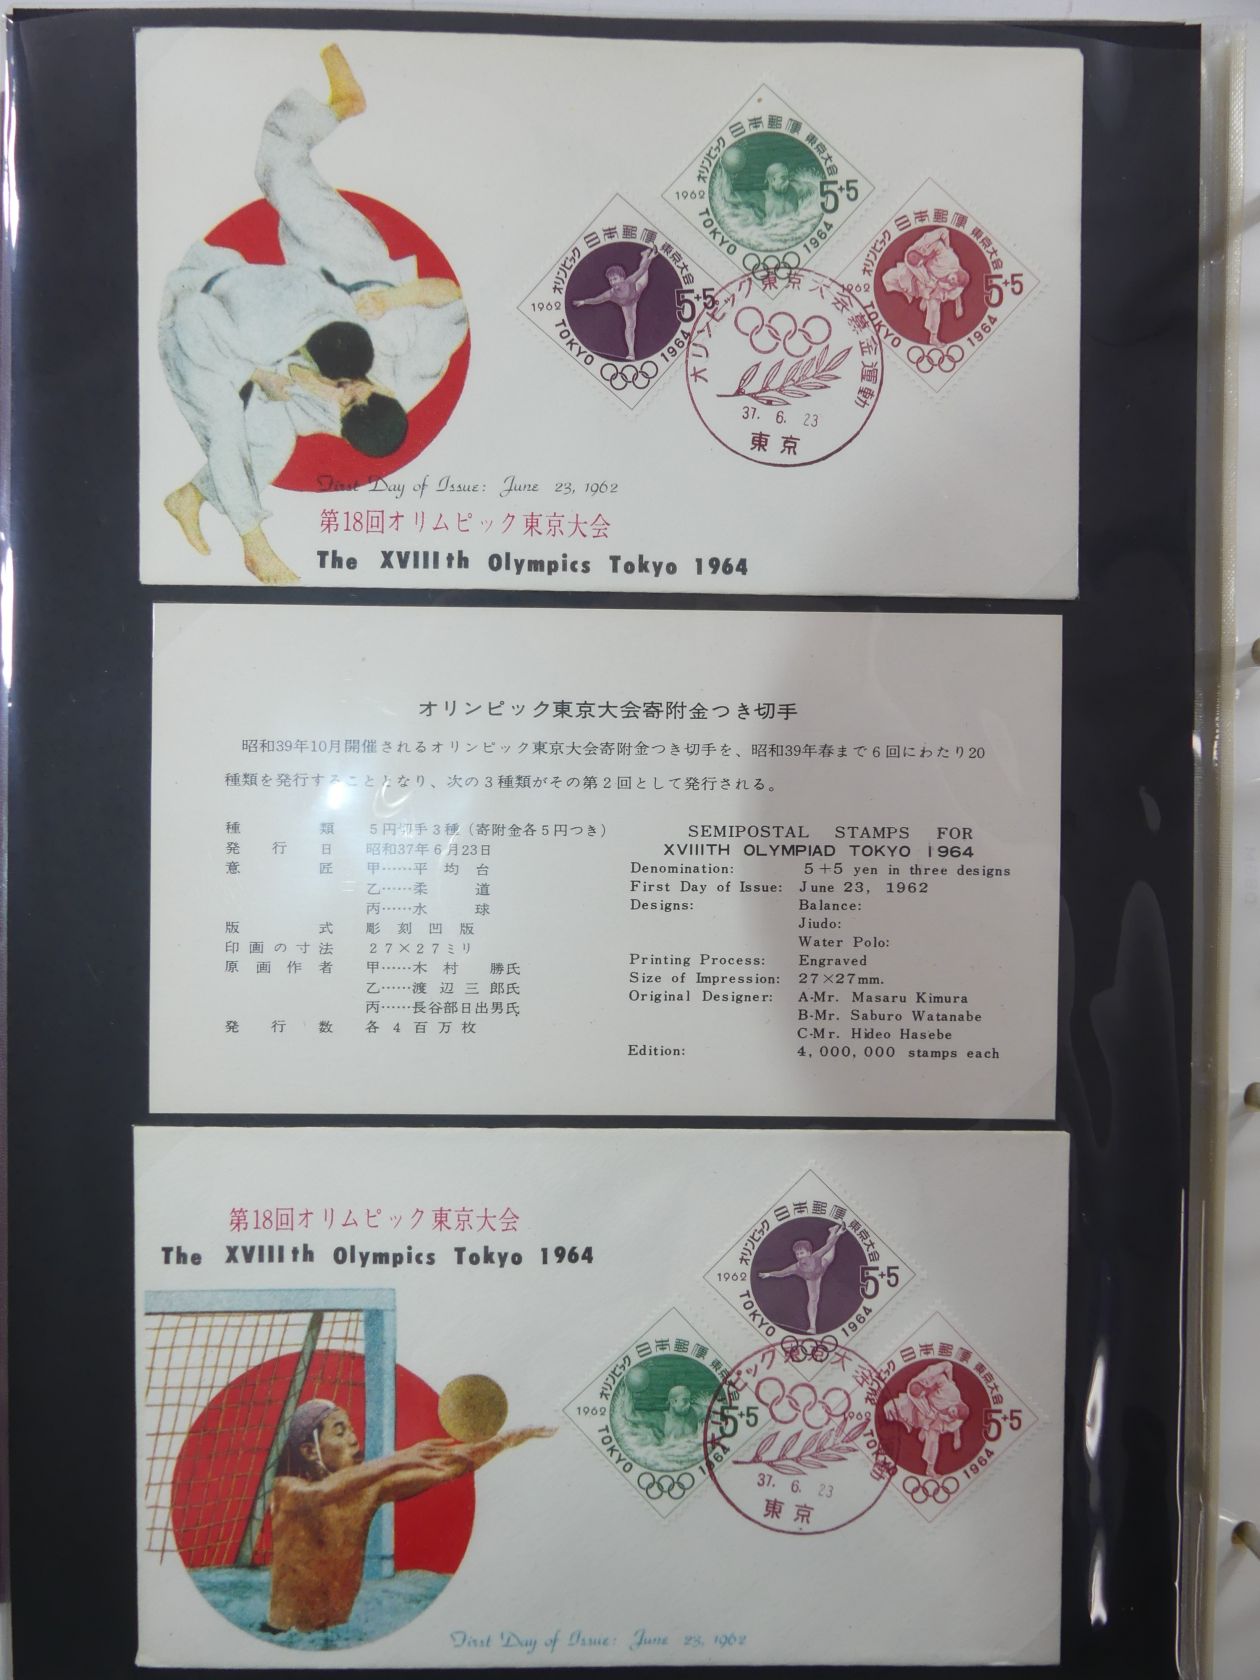 オリンピック 日本郵便 東京大会
1962
5+5
TOKYO 1964
オリンピック 日本郵便 東京大会
1962
5+5
TOKYO 1964
オリンピック 日本郵便 東京大会
1962
5+5
TOKYO 1964
オリンピック東京大会募金運動
37. 6. 23
東京
First Day of Issue: June 23, 1962
第18回オリムピック東京大会
The XVIIIth Olympics Tokyo 1964
オリンピック東京大会寄附金つき切手
昭和39年10月開催されるオリンピック東京大会寄附金つき切手を、昭和39年春まで6回にわたり20
種類を発行することとなり、次の3種類がその第2回として発行される。
種類 5円切手3種(寄附金各5円つき)
発行日 昭和37年6月23日
意匠 甲……平均台
乙……柔道
丙……水球
版式 彫刻凹版
印画の寸法 27×27ミリ
原画作者 甲……木村勝氏
乙……渡辺三郎氏
丙……長谷部日出男氏
発行数 各4百万枚
SEMIPOSTAL STAMPS FOR
XVIIITH OLYMPIAD TOKYO 1964
Denomination: 5+5 yen in three designs
First Day of Issue: June 23, 1962
Designs: Balance:
Jiudo:
Water Polo:
Printing Process: Engraved
Size of Impression: 27×27mm.
Original Designer: A-Mr. Masaru Kimura
B-Mr. Saburo Watanabe
C-Mr. Hideo Hasebe
Edition: 4,000,000 stamps each
第18回オリムピック東京大会
The XVIIIth Olympics Tokyo 1964
オリンピック 日本郵便 東京大会
1962
5+5
TOKYO 1964
オリンピック 日本郵便 東京大会
1962
5+5
TOKYO 1964
オリンピック 日本郵便 東京大会
1962
5+5
TOKYO 1964
37. 6. 23
東京
First Day of Issue: June 23, 1962